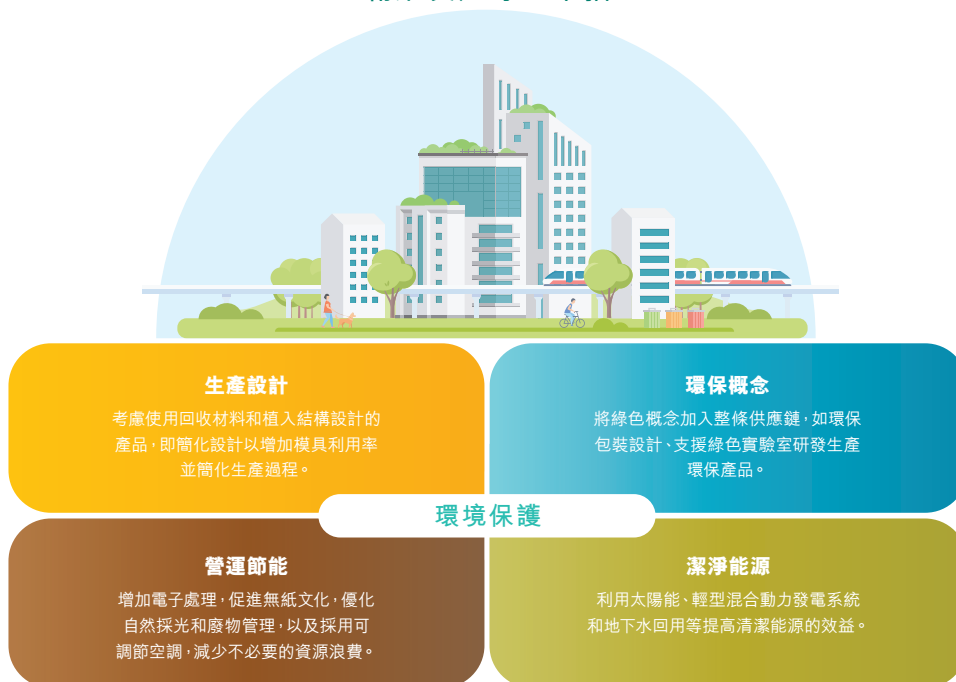 生產設計
考慮使用回收材料和植入結構設計的
產品，即簡化設計以增加模具利用率
並簡化生產過程。
環保概念
將綠色概念加入整條供應鏈，如環保
包裝設計、支援綠色實驗室研發生產
環保產品。
環境保護
營運節能
增加電子處理，促進無紙文化，優化
自然採光和廢物管理，以及採用可
調節空調，減少不必要的資源浪費。
潔淨能源
利用太陽能、輕型混合動力發電系統
和地下水回用等提高清潔能源的效益。